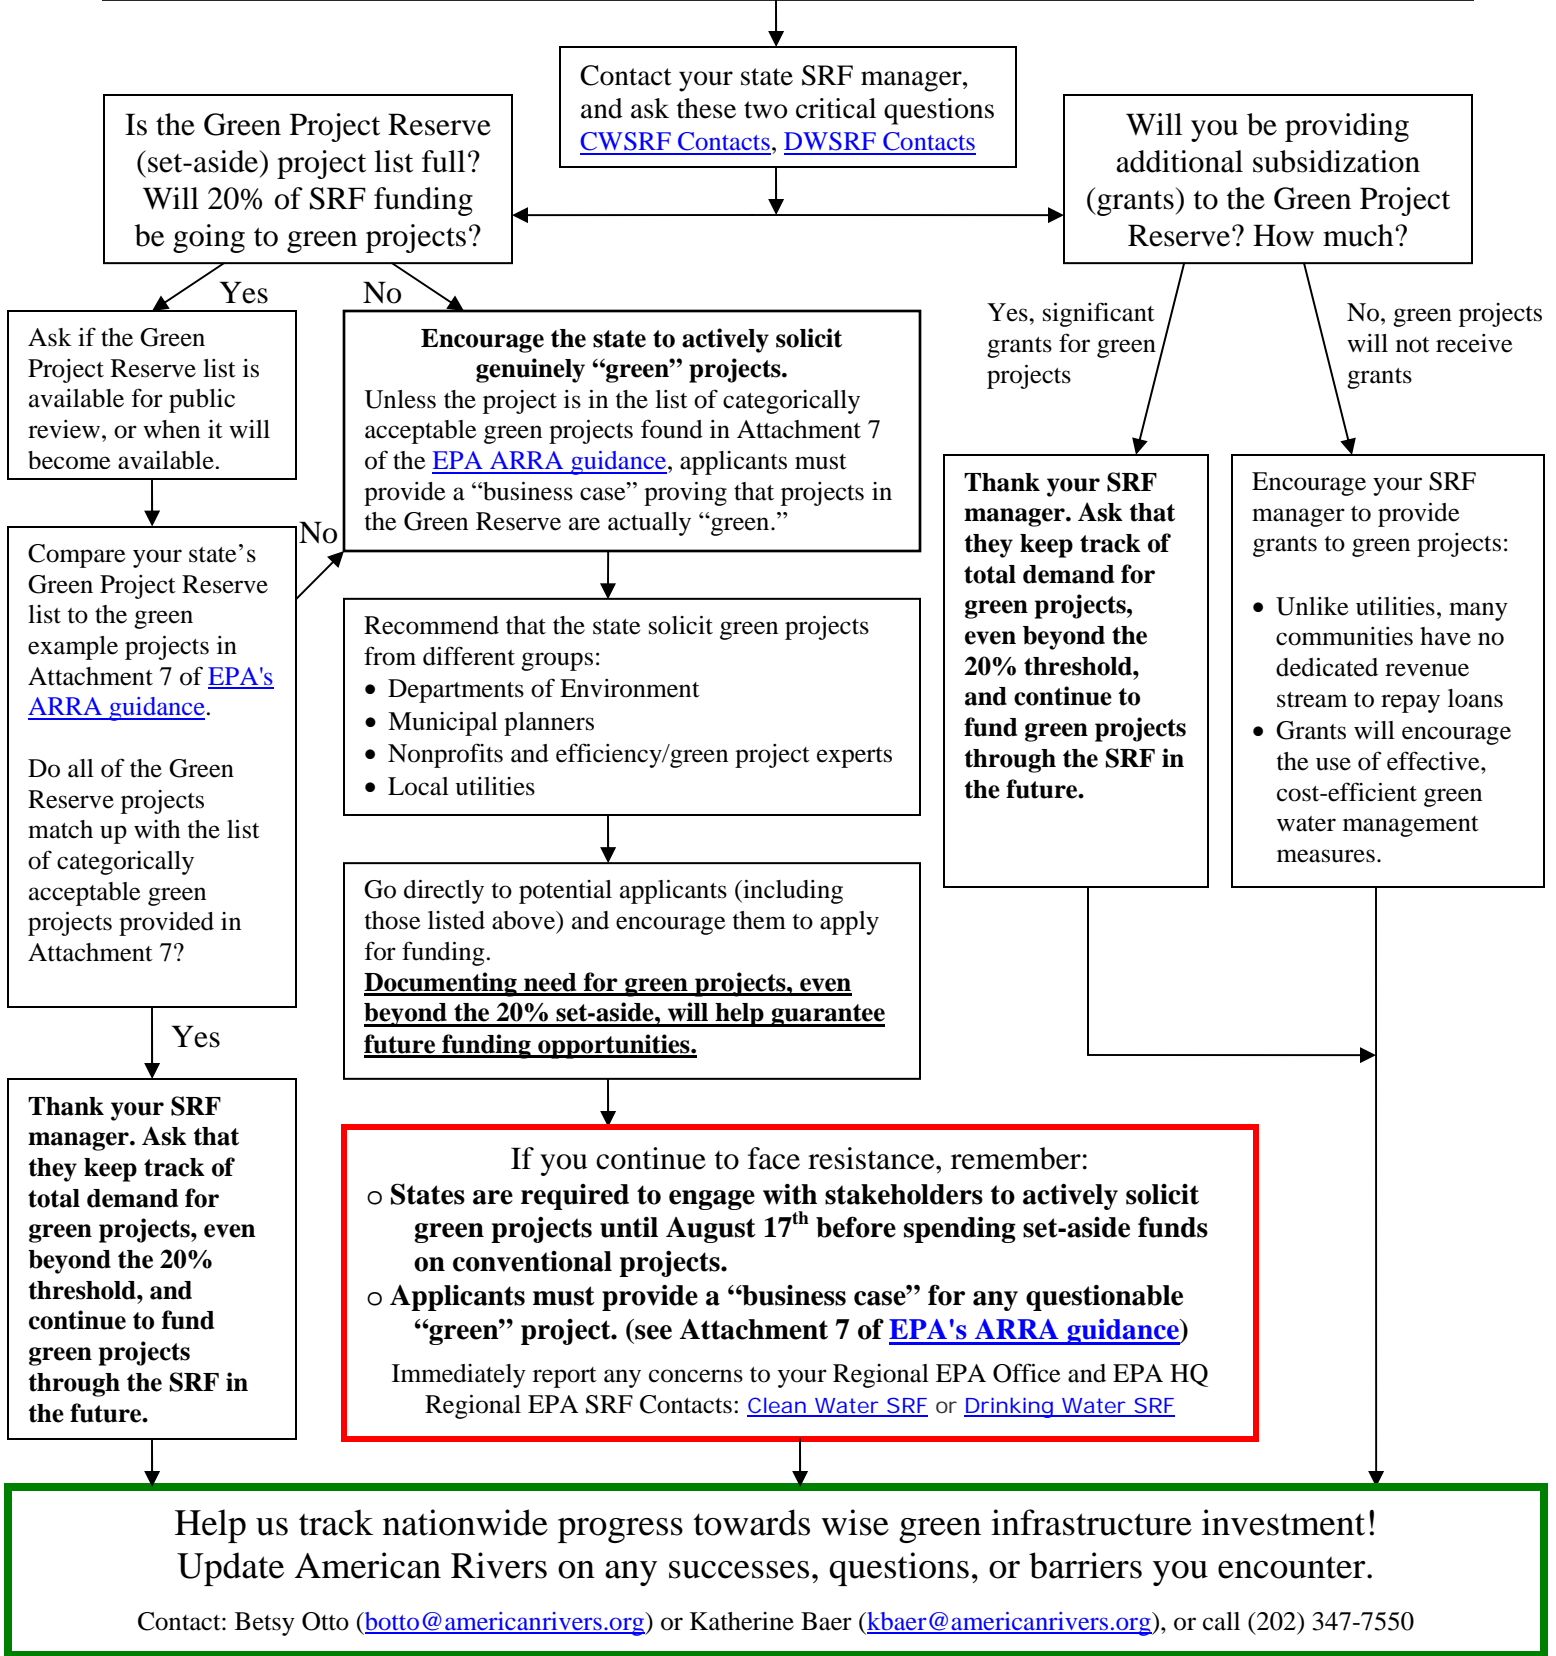 Contact your state SRF manager,
and ask these two critical questions
CWSRF Contacts, DWSRF Contacts
Is the Green Project Reserve
(set-aside) project list full?
Will 20% of SRF funding
be going to green projects?
Will you be providing
additional subsidization
(grants) to the Green Project
Reserve? How much?
Yes
No
Ask if the Green
Project Reserve list is
available for public
review, or when it will
become available.
Compare your state’s
Green Project Reserve
list to the green
example projects in
Attachment 7 of EPA's
ARRA guidance.
Do all of the Green
Reserve projects
match up with the list
of categorically
acceptable green
projects provided in
Attachment 7?
No
Yes
Thank your SRF
manager. Ask that
they keep track of
total demand for
green projects, even
beyond the 20%
threshold, and
continue to fund
green projects
through the SRF in
the future.
Encourage the state to actively solicit
genuinely “green” projects.
Unless the project is in the list of categorically
acceptable green projects found in Attachment 7
of the EPA ARRA guidance, applicants must
provide a “business case” proving that projects in
the Green Reserve are actually “green.”
Recommend that the state solicit green projects
from different groups:
• Departments of Environment
• Municipal planners
• Nonprofits and efficiency/green project experts
• Local utilities
Go directly to potential applicants (including
those listed above) and encourage them to apply
for funding.
Documenting need for green projects, even
beyond the 20% set-aside, will help guarantee
future funding opportunities.
Yes, significant
grants for green
projects
No, green projects
will not receive
grants
Thank your SRF
manager. Ask that
they keep track of
total demand for
green projects,
even beyond the
20% threshold,
and continue to
fund green projects
through the SRF in
the future.
Encourage your SRF
manager to provide
grants to green projects:
• Unlike utilities, many
communities have no
dedicated revenue
stream to repay loans
• Grants will encourage
the use of effective,
cost-efficient green
water management
measures.
If you continue to face resistance, remember:
o States are required to engage with stakeholders to actively solicit
green projects until August 17th before spending set-aside funds
on conventional projects.
o Applicants must provide a “business case” for any questionable
“green” project. (see Attachment 7 of EPA's ARRA guidance)
Immediately report any concerns to your Regional EPA Office and EPA HQ
Regional EPA SRF Contacts: Clean Water SRF or Drinking Water SRF
Help us track nationwide progress towards wise green infrastructure investment!
Update American Rivers on any successes, questions, or barriers you encounter.
Contact: Betsy Otto (botto@americanrivers.org) or Katherine Baer (kbaer@americanrivers.org), or call (202) 347-7550